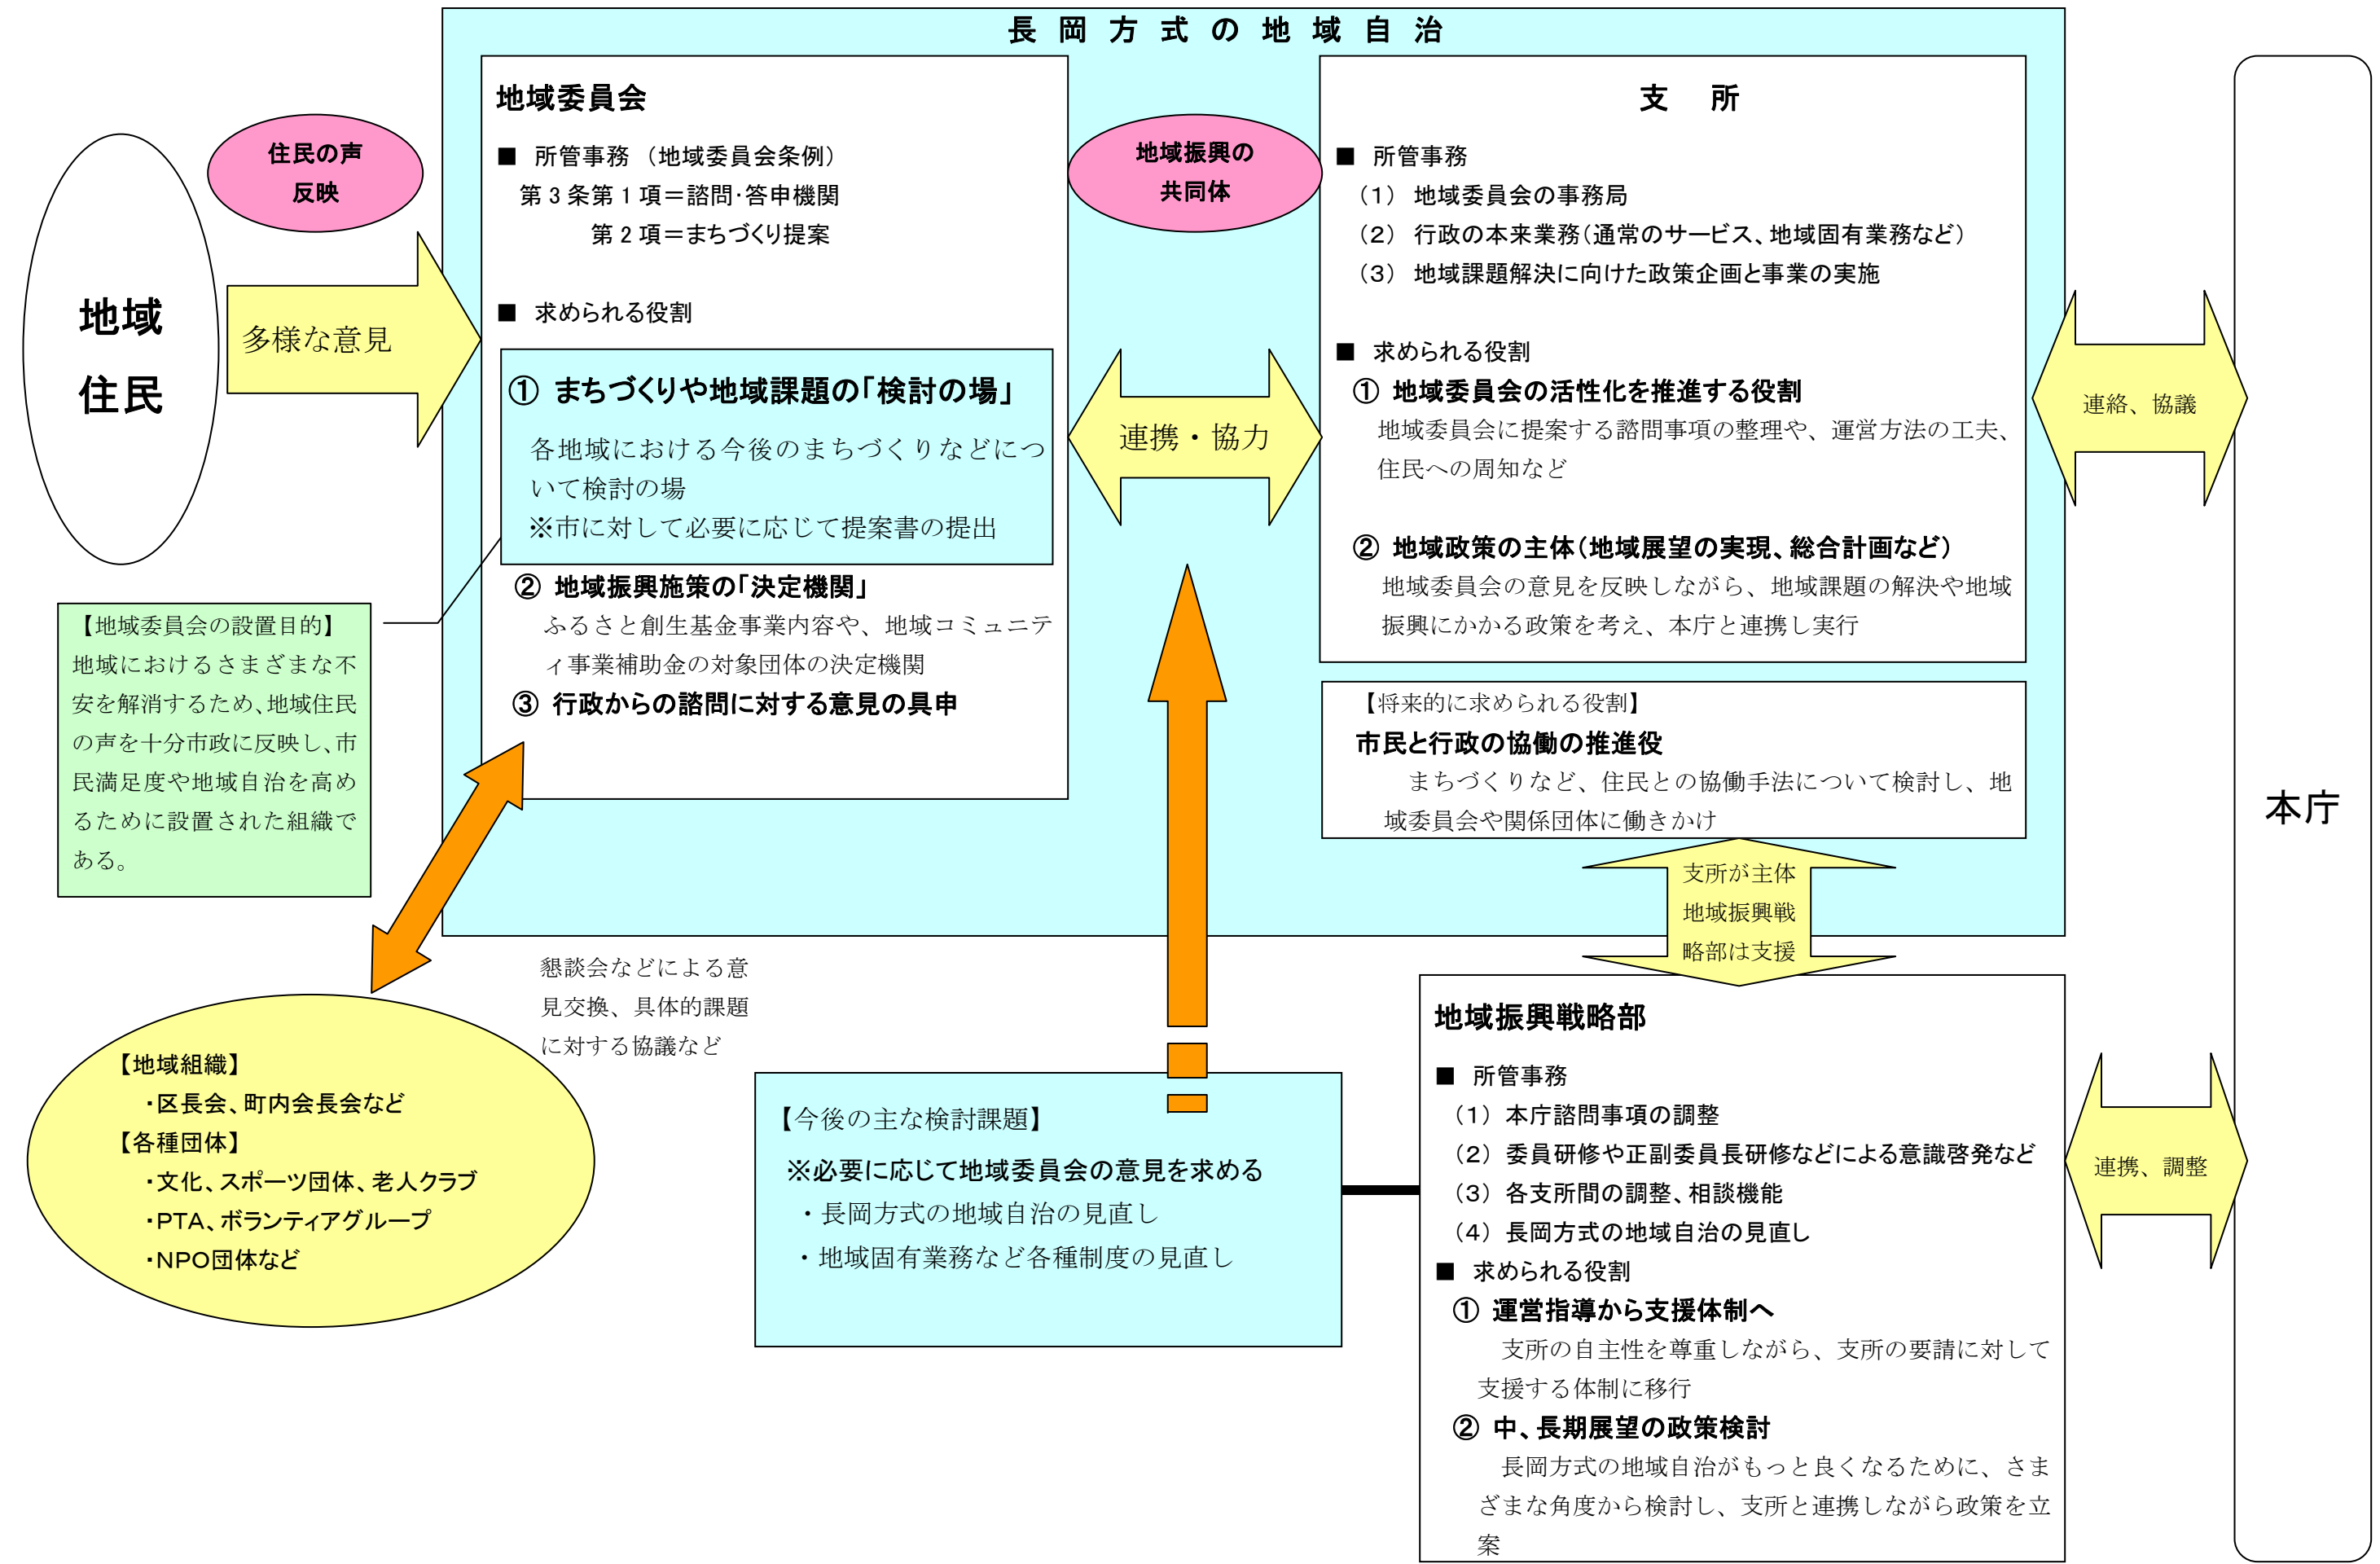 長岡方式の地域自治
地域
住民
住民の声
反映
多様な意見
【地域委員会の設置目的】
地域におけるさまざまな不
安を解消するため、地域住民
の声を十分市政に反映し、市
民満足度や地域自治を高め
るために設置された組織で
ある。
地域委員会
■ 所管事務（地域委員会条例）
第3条第1項＝諮問・答申機関
第2項＝まちづくり提案
■ 求められる役割
① まちづくりや地域課題の「検討の場」
各地域における今後のまちづくりなどにつ
いて検討の場
※市に対して必要に応じて提案書の提出
② 地域振興施策の「決定機関」
ふるさと創生基金事業内容や、地域コミュニテ
ィ事業補助金の対象団体の決定機関
③ 行政からの諮問に対する意見の具申
地域振興の
共同体
連携・協力
支 所
■ 所管事務
（1） 地域委員会の事務局
（2） 行政の本来業務（通常のサービス、地域固有業務など）
（3） 地域課題解決に向けた政策企画と事業の実施
■ 求められる役割
① 地域委員会の活性化を推進する役割
地域委員会に提案する諮問事項の整理や、運営方法の工夫、
住民への周知など
② 地域政策の主体（地域展望の実現、総合計画など）
地域委員会の意見を反映しながら、地域課題の解決や地域
振興にかかる政策を考え、本庁と連携し実行
【将来的に求められる役割】
市民と行政の協働の推進役
まちづくりなど、住民との協働手法について検討し、地
域委員会や関係団体に働きかけ
連絡、協議
本庁
支所が主体
地域振興戦
略部は支援
懇談会などによる意
見交換、具体的課題
に対する協議など
【地域組織】
・区長会、町内会長会など
【各種団体】
・文化、スポーツ団体、老人クラブ
・PTA、ボランティアグループ
・NPO団体など
【今後の主な検討課題】
※必要に応じて地域委員会の意見を求める
・長岡方式の地域自治の見直し
・地域固有業務など各種制度の見直し
地域振興戦略部
■ 所管事務
（1） 本庁諮問事項の調整
（2） 委員研修や正副委員長研修などによる意識啓発など
（3） 各支所間の調整、相談機能
（4） 長岡方式の地域自治の見直し
■ 求められる役割
① 運営指導から支援体制へ
支所の自主性を尊重しながら、支所の要請に対して
支援する体制に移行
② 中、長期展望の政策検討
長岡方式の地域自治がもっと良くなるために、さま
ざまな角度から検討し、支所と連携しながら政策を立
案
連携、調整